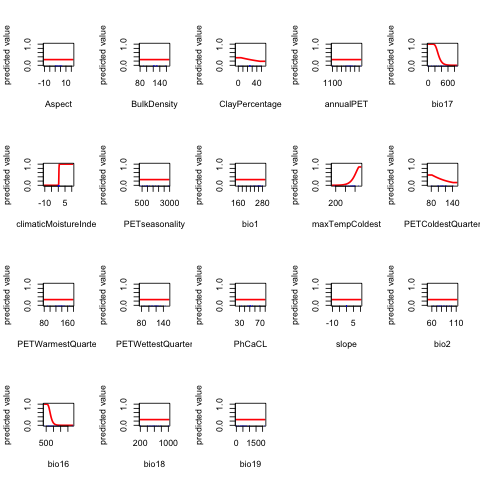 predicted value
0.0 1.0
-10 10
Aspect
predicted value
0.0 1.0
80 140
BulkDensity
predicted value
0.0 1.0
0 40
ClayPercentage
predicted value
0.0 1.0
1100
annualPET
predicted value
0.0 1.0
0 600
bio17
predicted value
0.0 1.0
-10 5
climaticMoistureInde
predicted value
0.0 1.0
500 3000
PETseasonality
predicted value
0.0 1.0
160 280
bio1
predicted value
0.0 1.0
200
maxTempColdest
predicted value
0.0 1.0
80 140
PETColdestQuarter
predicted value
0.0 1.0
80 160
PETWarmestQuarte
predicted value
0.0 1.0
80 140
PETWettestQuarter
predicted value
0.0 1.0
30 70
PhCaCL
predicted value
0.0 1.0
-10 5
slope
predicted value
0.0 1.0
60 110
bio2
predicted value
0.0 1.0
500
bio16
predicted value
0.0 1.0
200 1000
bio18
predicted value
0.0 1.0
0 1500
bio19